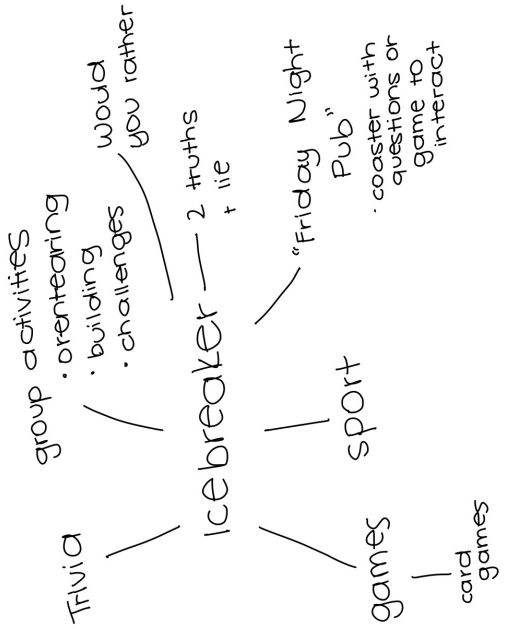 Trivia
group activities
· orentearing
· building
· challenges
would
you rather
Icebreaker
2 truths
+ lie
"Friday Night
Pub"
· coaster with
questions or
game to
interact
sport
games
card
games